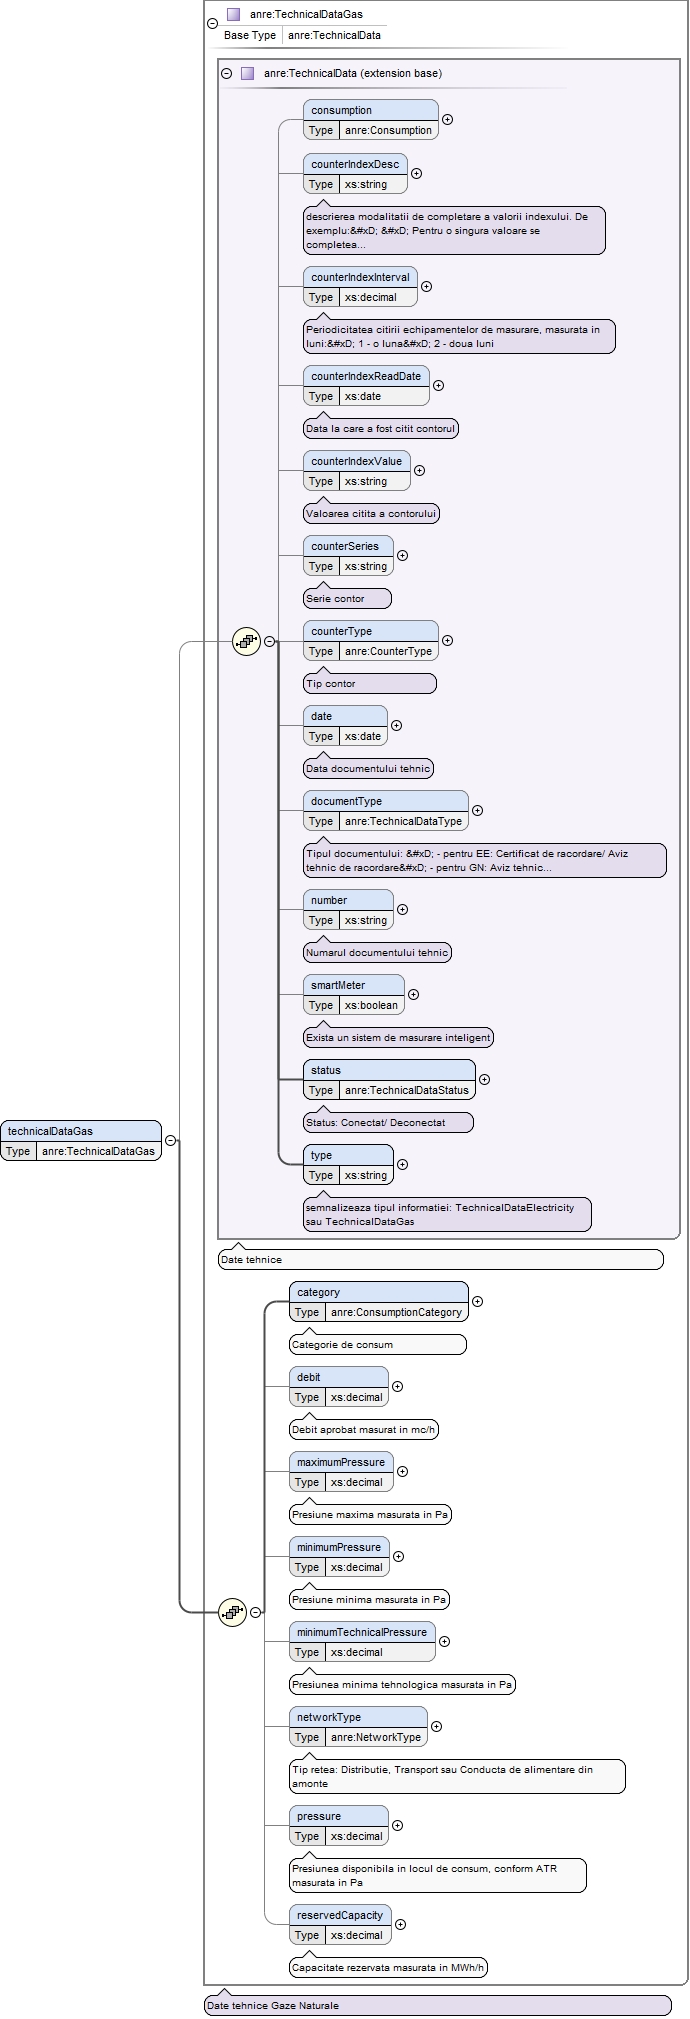 anre:TechnicalDataGas
Base Type anre:TechnicalData
anre:TechnicalData (extension base)
consumption
Type anre:Consumption
counterIndexDesc
Type xs:string
descrierea modalitatii de completare a valorii indexului. De
exemplu:&#xD; &#xD; Pentru o singura valoare se
completea...
counterIndexInterval
Type xs:decimal
Periodicitatea citirii echipamentelor de masurare, masurata in
luni:&#xD; 1 - o luna&#xD; 2 - doua luni
counterIndexReadDate
Type xs:date
Data la care a fost citit contorul
counterIndexValue
Type xs:string
Valoarea citita a contorului
counterSeries
Type xs:string
Serie contor
counterType
Type anre:CounterType
Tip contor
date
Type xs:date
Data documentului tehnic
documentType
Type anre:TechnicalDataType
Tipul documentului: &#xD; - pentru EE: Certificat de racordare/ Aviz
tehnic de racordare&#xD; - pentru GN: Aviz tehnic...
number
Type xs:string
Numarul documentului tehnic
smartMeter
Type xs:boolean
Exista un sistem de masurare inteligent
status
Type anre:TechnicalDataStatus
Status: Conectat/ Deconectat
technicalDataGas
Type anre:TechnicalDataGas
type
Type xs:string
semnalizeaza tipul informatiei: TechnicalDataElectricity
sau TechnicalDataGas
Date tehnice
category
Type anre:ConsumptionCategory
Categorie de consum
debit
Type xs:decimal
Debit aprobat masurat in mc/h
maximumPressure
Type xs:decimal
Presiune maxima masurata in Pa
minimumPressure
Type xs:decimal
Presiune minima masurata in Pa
minimumTechnicalPressure
Type xs:decimal
Presiunea minima tehnologica masurata in Pa
networkType
Type anre:NetworkType
Tip retea: Distributie, Transport sau Conducta de alimentare din
amonte
pressure
Type xs:decimal
Presiunea disponibila in locul de consum, conform ATR
masurata in Pa
reservedCapacity
Type xs:decimal
Capacitate rezervata masurata in MWh/h
Date tehnice Gaze Naturale